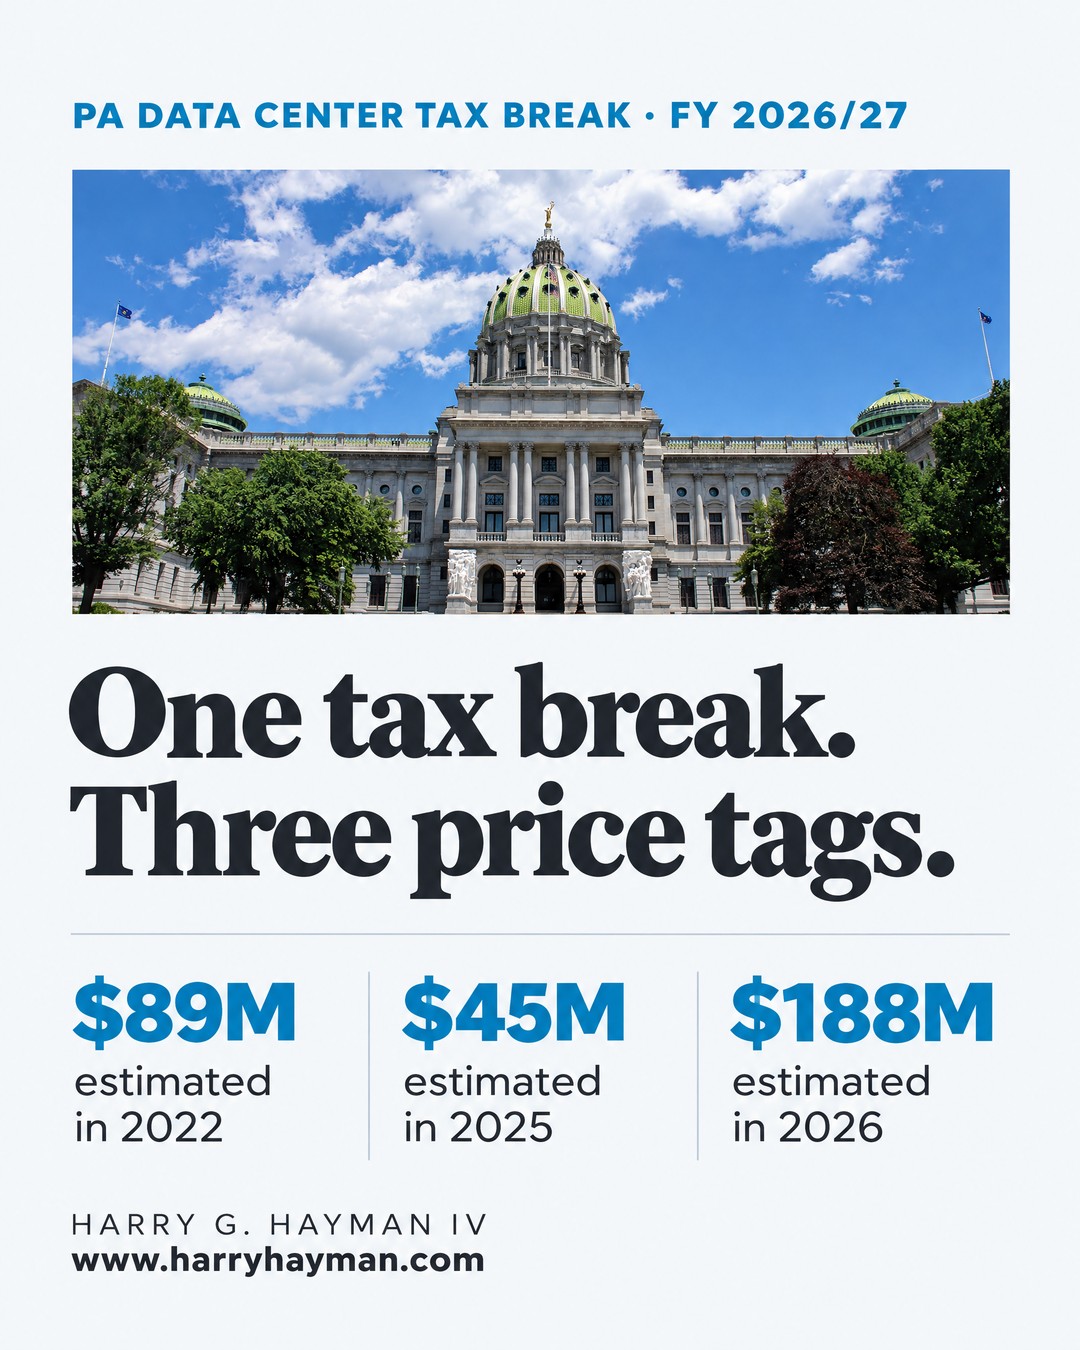 PA DATA CENTER TAX BREAK · FY 2026/27
One tax break.
Three price tags.
$89M
estimated
in 2022
$45M
estimated
in 2025
$188M
estimated
in 2026
HARRY G. HAYMAN IV
www.harryhayman.com